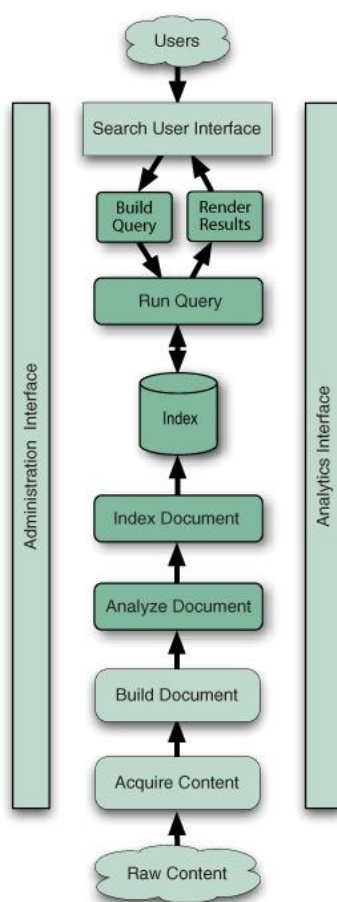 Users
Search User Interface
Build
Query
Render
Results
Run Query
Index
Index Document
Analyze Document
Build Document
Acquire Content
Raw Content
Administration Interface
Analytics Interface